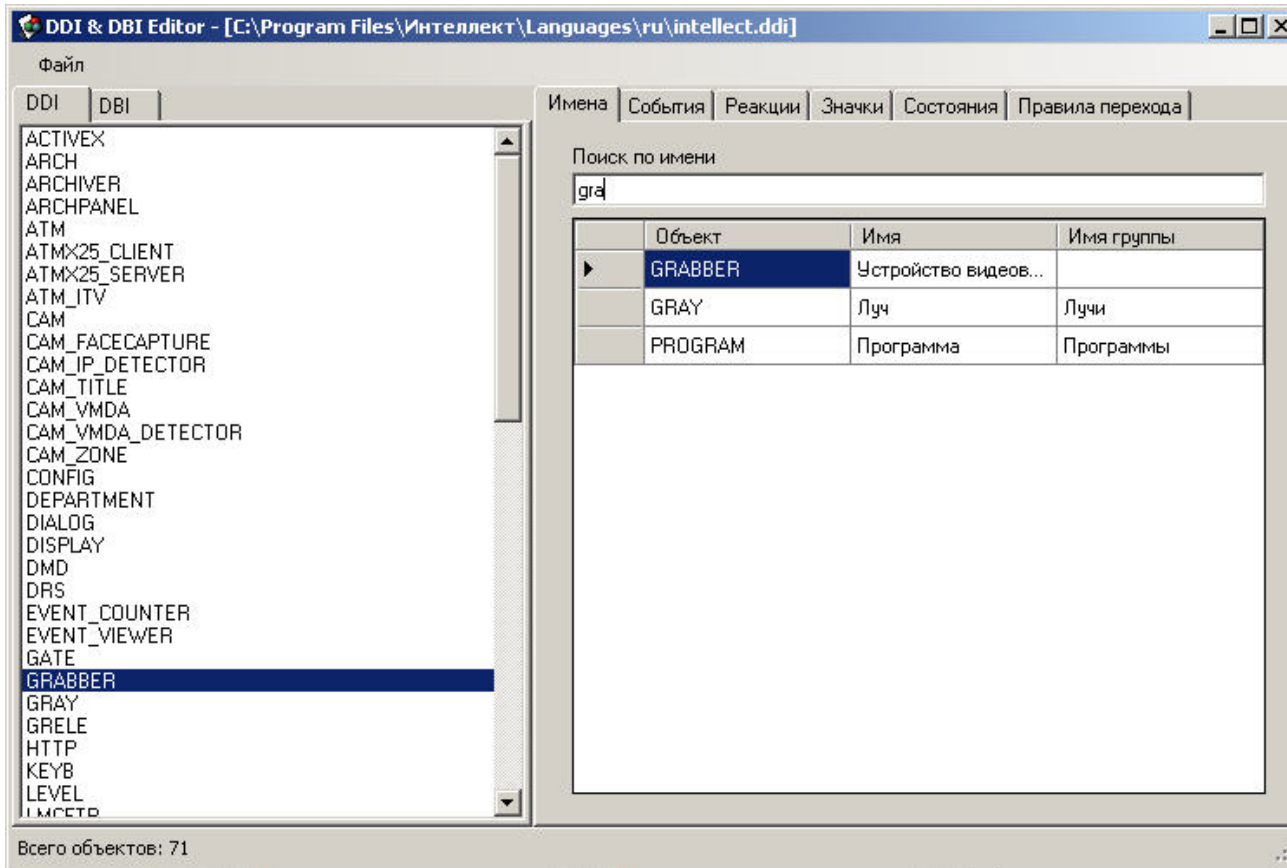 DDI & DBI Editor - [C:\Program Files\Интеллект\Languages\ru\intellect.ddi]
Файл
DDI DBI
ACTIVEX
ARCH
ARCHIVER
ARCHPANEL
ATM
ATMX25_CLIENT
ATMX25_SERVER
ATM_ITV
CAM
CAM_FACECAPTURE
CAM_IP_DETECTOR
CAM_TITLE
CAM_VMDA
CAM_VMDA_DETECTOR
CAM_ZONE
CONFIG
DEPARTMENT
DIALOG
DISPLAY
DMD
DRS
EVENT_COUNTER
EVENT_VIEWER
GATE
GRABBER
GRAY
GRELE
HTTP
KEYB
LEVEL
Имена События Реакции Значки Состояния Правила перехода
Поиск по имени
gra
Объект Имя Имя группы
GRABBER Устройство видеов...
GRAY Луч Лучи
PROGRAM Программа Программы
Всего объектов: 71